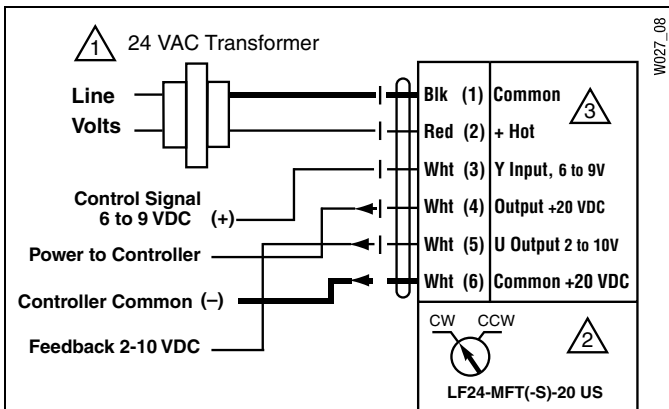 W027_08
1 24 VAC Transformer
Line
Volts
Blk (1) Common
3
Red (2) + Hot
Wht (3) Y Input, 6 to 9V
Control Signal
6 to 9 VDC (+)
Wht (4) Output +20 VDC
Power to Controller
Wht (5) U Output 2 to 10V
Controller Common (–)
Wht (6) Common +20 VDC
Feedback 2-10 VDC
CW CCW
2
LF24-MFT(-S)-20 US